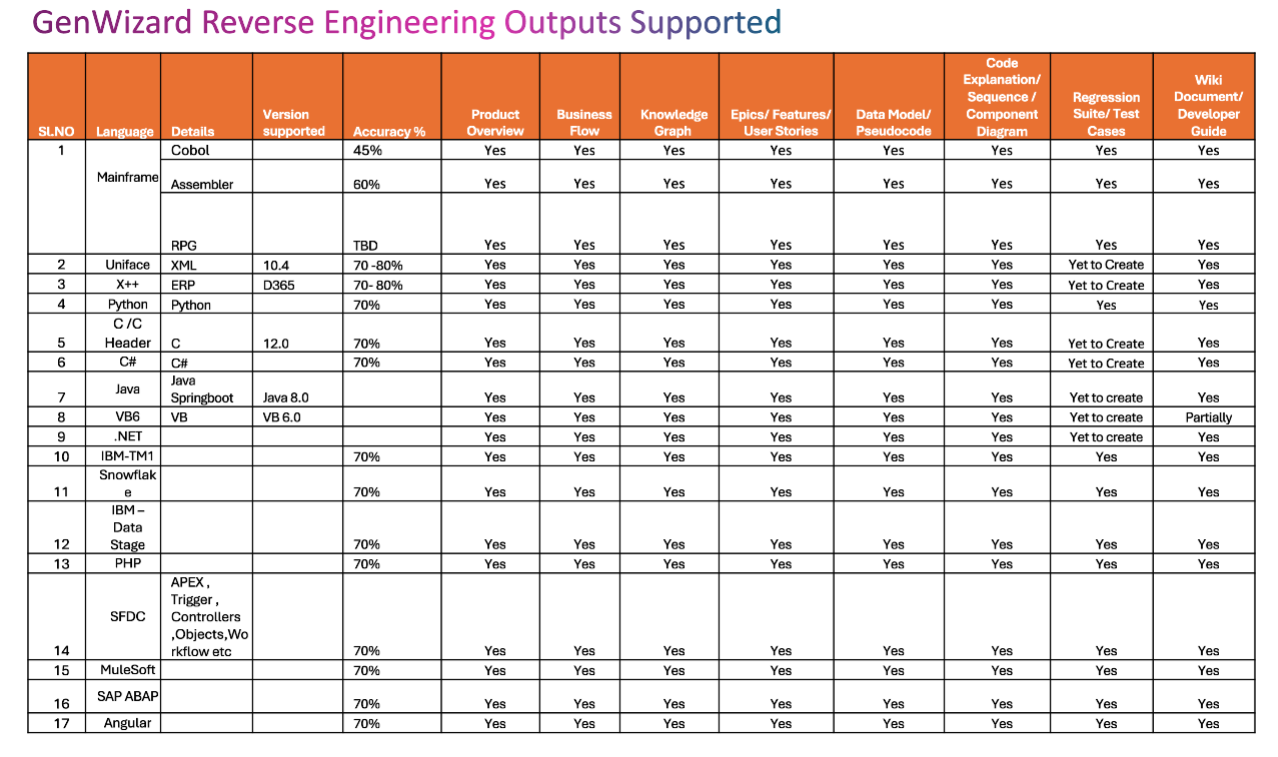 GenWizard Reverse Engineering Outputs Supported
SL.NO Language Details Version supported Accuracy % Product Overview Business Flow Knowledge Graph Epics/ Features/ User Stories Data Model/ Pseudocode Code Explanation/ Sequence / Component Diagram Regression Suite/ Test Cases Wiki Document/ Developer Guide
1 Mainframe Cobol 45% Yes Yes Yes Yes Yes Yes Yes Yes
Assembler 60% Yes Yes Yes Yes Yes Yes Yes Yes
RPG TBD Yes Yes Yes Yes Yes Yes Yes Yes
2 Uniface XML 10.4 70 -80% Yes Yes Yes Yes Yes Yes Yet to Create Yes
3 X++ ERP D365 70- 80% Yes Yes Yes Yes Yes Yes Yet to Create Yes
4 Python Python 70% Yes Yes Yes Yes Yes Yes Yes Yes
5 C /C Header C 12.0 70% Yes Yes Yes Yes Yes Yes Yet to Create Yes
6 C# C# 70% Yes Yes Yes Yes Yes Yes Yet to Create Yes
7 Java Java Springboot Java 8.0 Yes Yes Yes Yes Yes Yes Yet to create Yes
8 VB6 VB VB 6.0 Yes Yes Yes Yes Yes Yes Yet to create Partially
9 .NET Yes Yes Yes Yes Yes Yes Yet to create Yes
10 IBM-TM1 70% Yes Yes Yes Yes Yes Yes Yes Yes
11 Snowflak e 70% Yes Yes Yes Yes Yes Yes Yes Yes
12 IBM – Data Stage 70% Yes Yes Yes Yes Yes Yes Yes Yes
13 PHP 70% Yes Yes Yes Yes Yes Yes Yes Yes
14 SFDC APEX , Trigger , Controllers ,Objects,Wo rkflow etc 70% Yes Yes Yes Yes Yes Yes Yes Yes
15 MuleSoft 70% Yes Yes Yes Yes Yes Yes Yes Yes
16 SAP ABAP 70% Yes Yes Yes Yes Yes Yes Yes Yes
17 Angular 70% Yes Yes Yes Yes Yes Yes Yes Yes